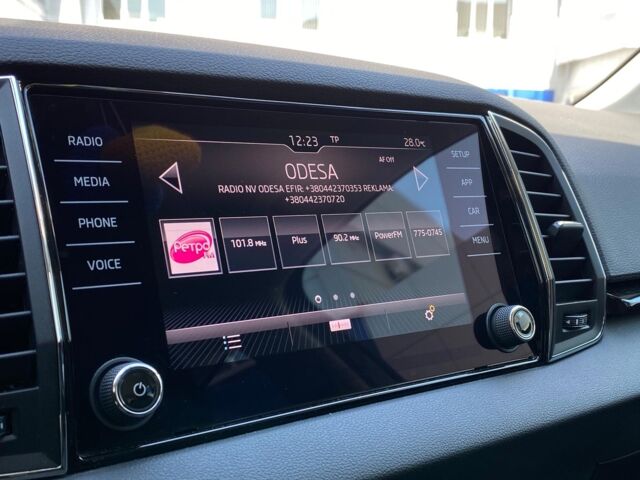 12:23 TP 28.0°C
AF Off
RADIO
MEDIA
PHONE
VOICE
ODESA
RADIO NV ODESA EFIR: +380442370353 REKLAMA:
+380442370720
РетрО
FM
101.8 MHz
Plus
90.2 MHz
PowerFM
775-0745
SETUP
APP
CAR
MENU